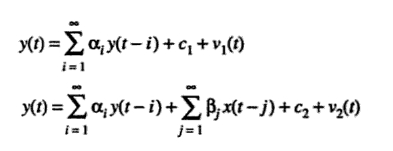 y(t) = ∑_{i=1}^{∞} α_i y(t − i) + c_1 + v_1(t)
y(t) = ∑_{i=1}^{∞} α_i y(t − i) + ∑_{j=1}^{∞} β_j x(t − j) + c_2 + v_2(t)